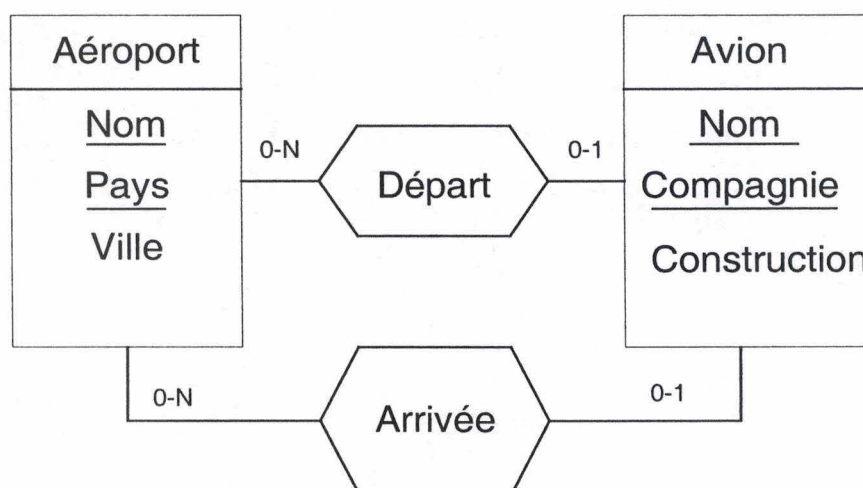 Aéroport
Nom
Pays
Ville
0-N
Départ
0-1
Avion
Nom
Compagnie
Construction
0-N
Arrivée
0-1